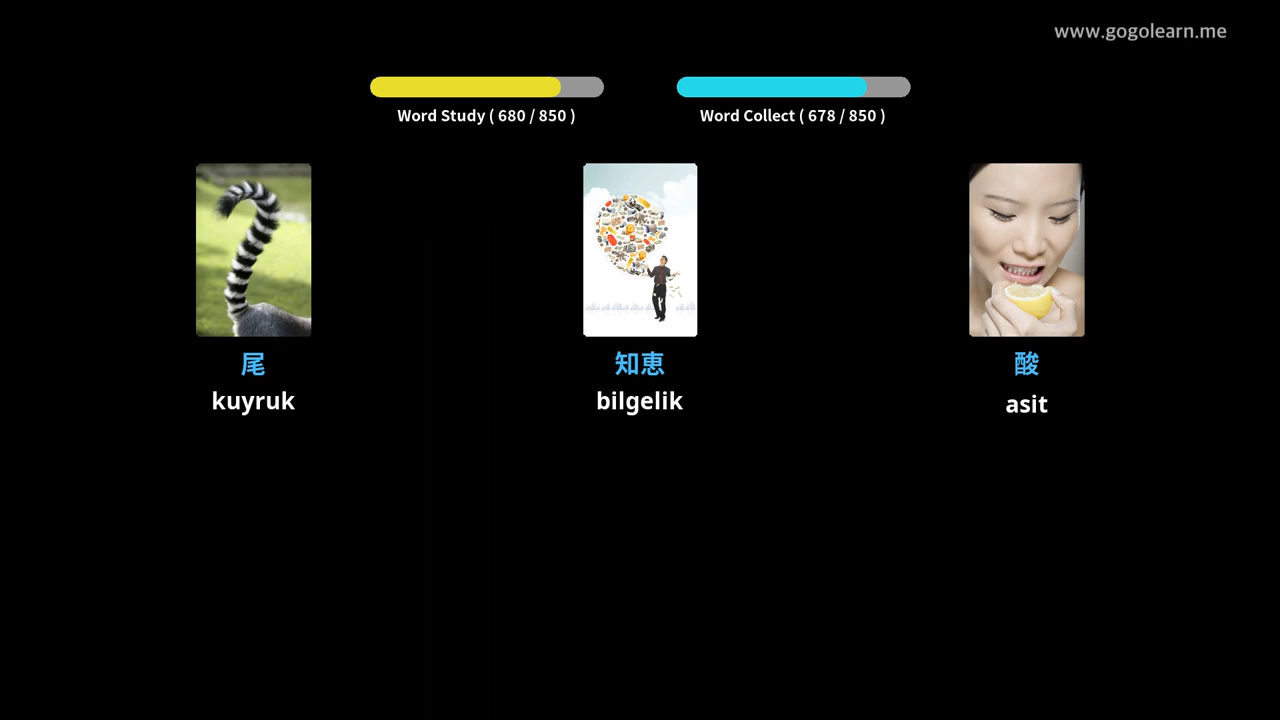 www.gogolearn.me
Word Study ( 680 / 850 )
Word Collect ( 678 / 850 )
尾
kuyruk
知恵
bilgelik
酸
asit